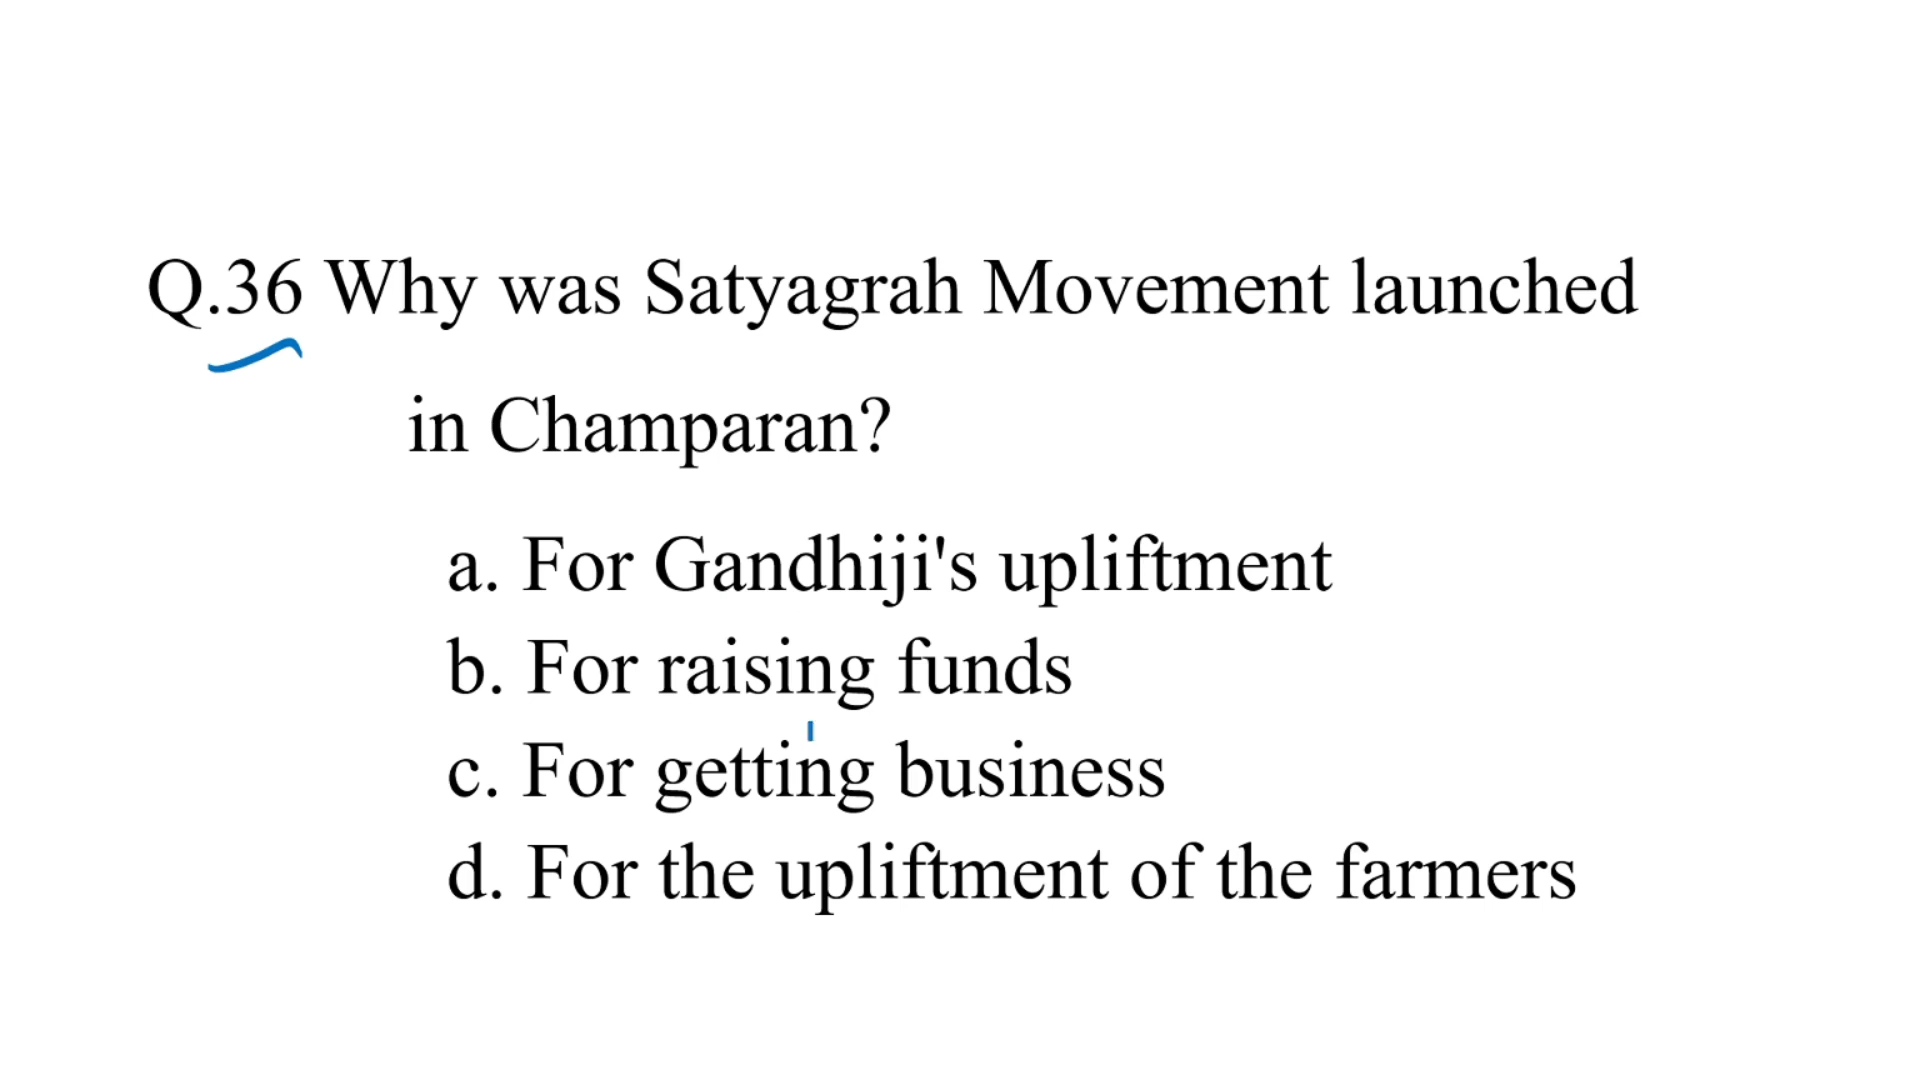 Q.36 Why was Satyagrah Movement launched
in Champaran?
a. For Gandhiji's upliftment
b. For raising funds
c. For getting business
d. For the upliftment of the farmers